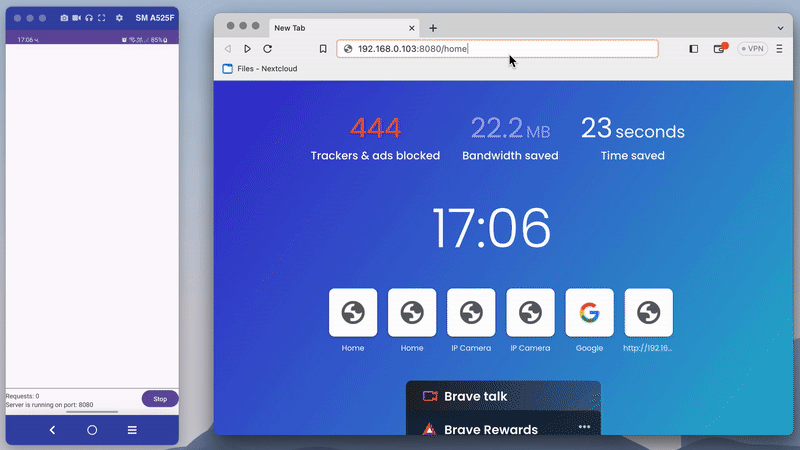 SM A525F
17:06
85%
Requests: 0
Server is running on port: 8080
Stop
New Tab
192.168.0.103:8080/home
VPN
Files - Nextcloud
444
Trackers & ads blocked
22.2 MB
Bandwidth saved
23 seconds
Time saved
17:06
Home
Home
IP Camera
IP Camera
Google
http://192.16...
Brave talk
Brave Rewards